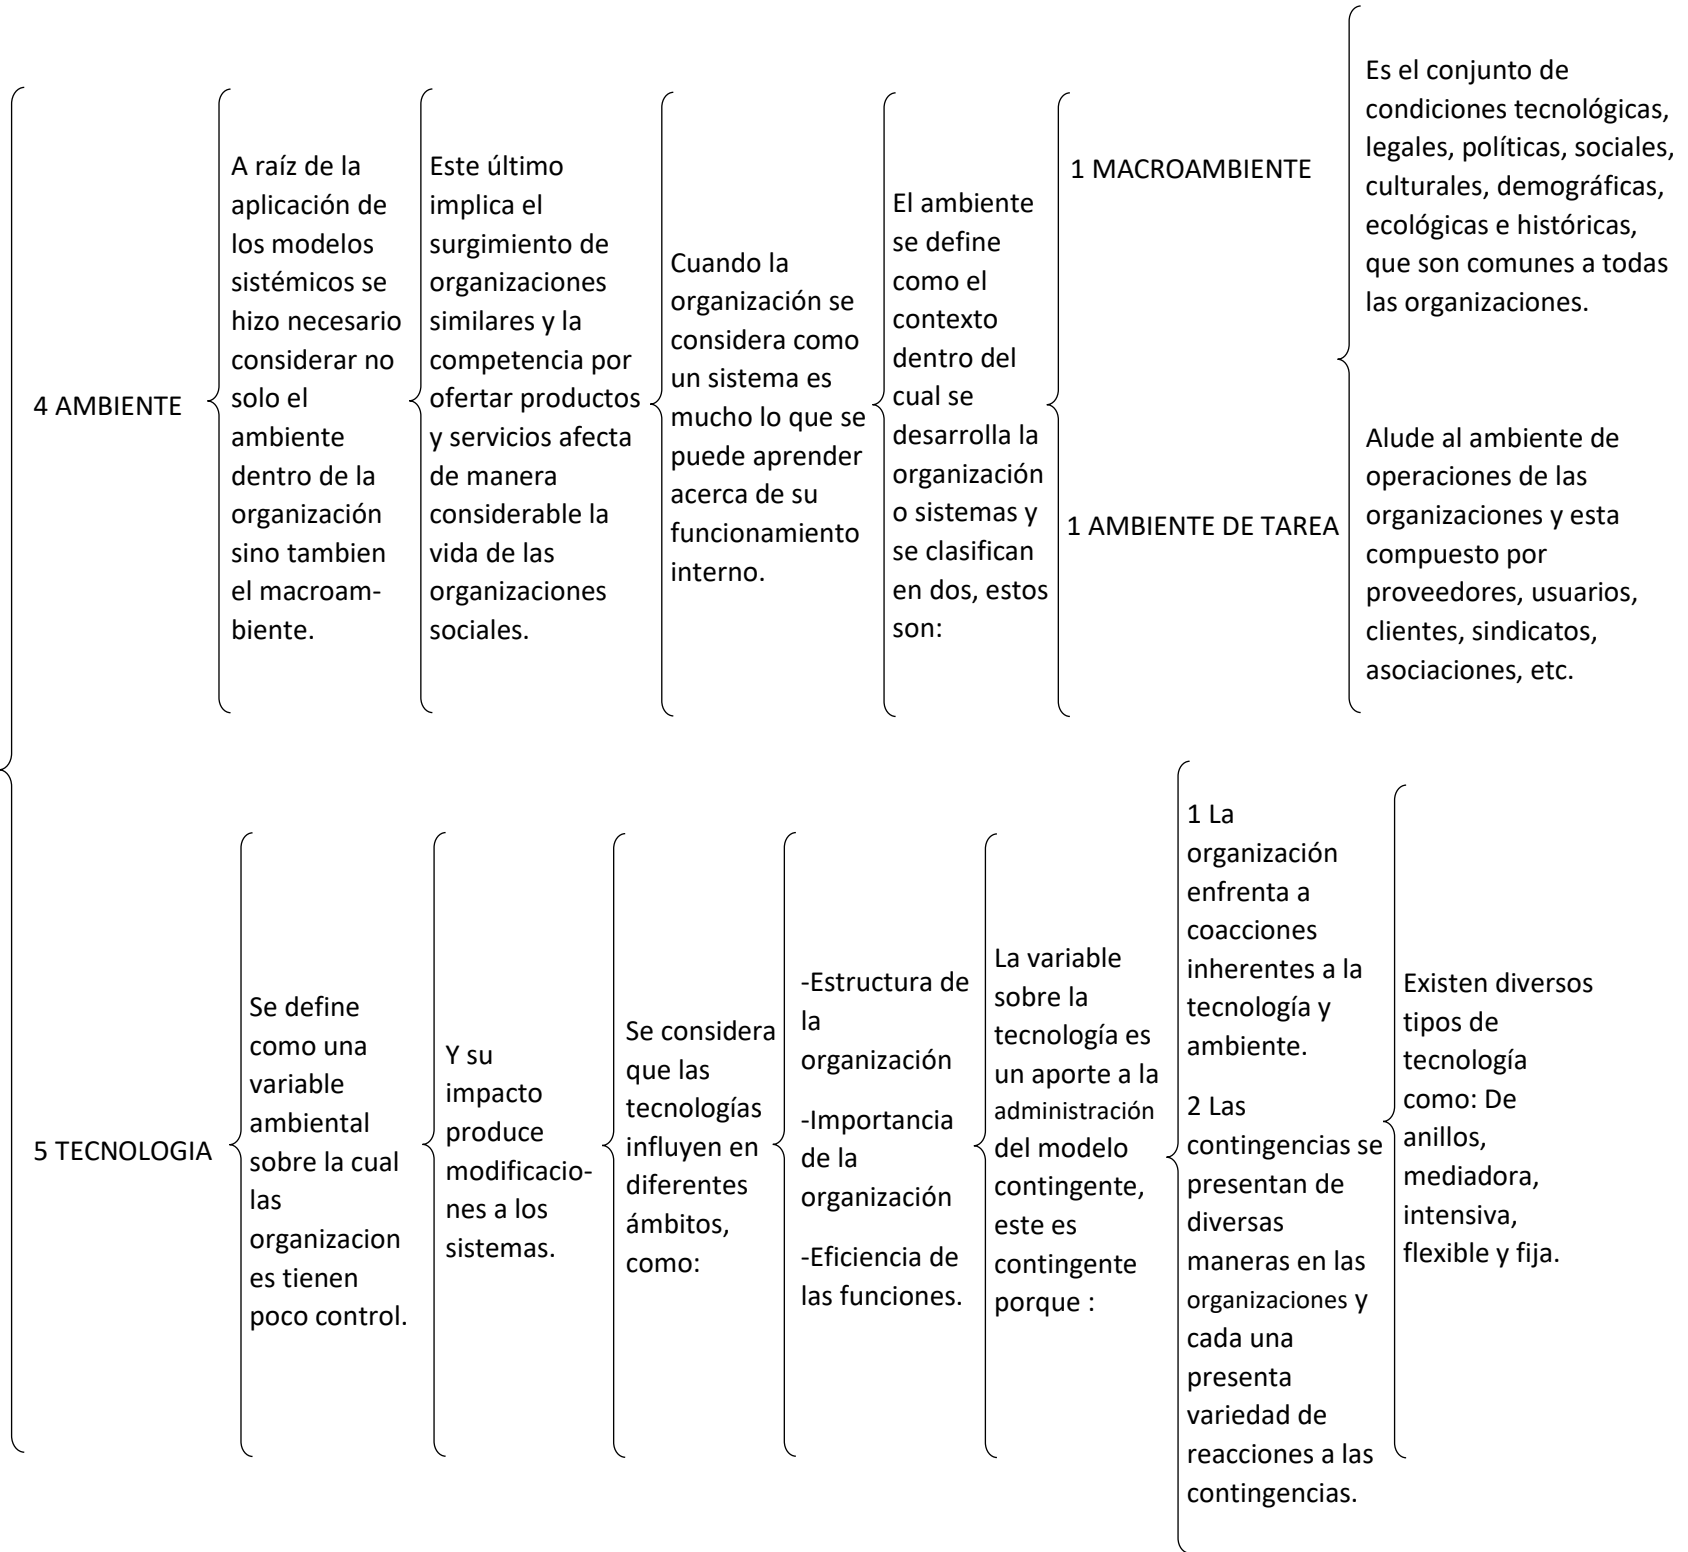 4 AMBIENTE
A raíz de la
aplicación de
los modelos
sistémicos se
hizo necesario
considerar no
solo el
ambiente
dentro de la
organización
sino tambien
el macroam-
biente.
Este último
implica el
surgimiento de
organizaciones
similares y la
competencia por
ofertar productos
y servicios afecta
de manera
considerable la
vida de las
organizaciones
sociales.
Cuando la
organización se
considera como
un sistema es
mucho lo que se
puede aprender
acerca de su
funcionamiento
interno.
El ambiente
se define
como el
contexto
dentro del
cual se
desarrolla la
organización
o sistemas y
se clasifican
en dos, estos
son:
1 MACROAMBIENTE
Es el conjunto de
condiciones tecnológicas,
legales, políticas, sociales,
culturales, demográficas,
ecológicas e históricas,
que son comunes a todas
las organizaciones.
1 AMBIENTE DE TAREA
Alude al ambiente de
operaciones de las
organizaciones y esta
compuesto por
proveedores, usuarios,
clientes, sindicatos,
asociaciones, etc.
5 TECNOLOGIA
Se define
como una
variable
ambiental
sobre la cual
las
organizacion
es tienen
poco control.
Y su
impacto
produce
modificacio-
nes a los
sistemas.
Se considera
que las
tecnologías
influyen en
diferentes
ámbitos,
como:
-Estructura de
la
organización
-Importancia
de la
organización
-Eficiencia de
las funciones.
La variable
sobre la
tecnología es
un aporte a la
administración
del modelo
contingente,
este es
contingente
porque :
1 La
organización
enfrenta a
coacciones
inherentes a la
tecnología y
ambiente.
2 Las
contingencias se
presentan de
diversas
maneras en las
organizaciones y
cada una
presenta
variedad de
reacciones a las
contingencias.
Existen diversos
tipos de
tecnología
como: De
anillos,
mediadora,
intensiva,
flexible y fija.